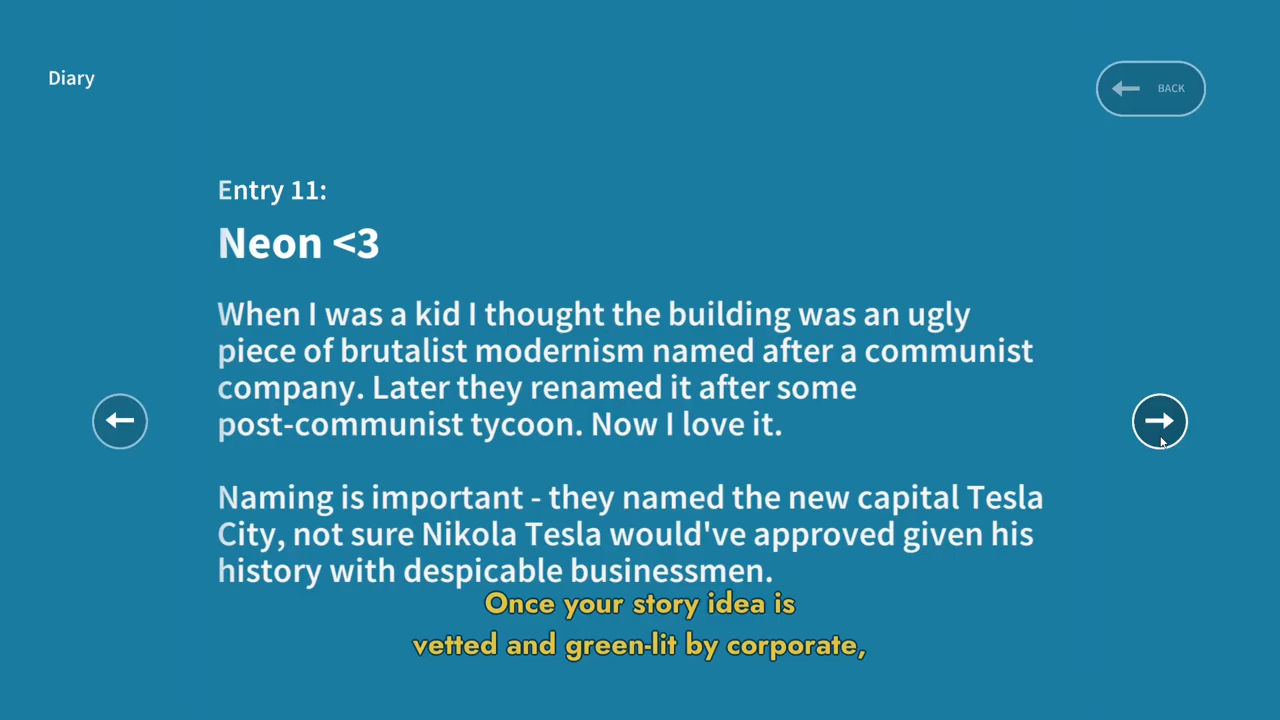 Diary
BACK
Entry 11:
Neon <3
When I was a kid I thought the building was an ugly
piece of brutalist modernism named after a communist
company. Later they renamed it after some
post-communist tycoon. Now I love it.
Naming is important - they named the new capital Tesla
City, not sure Nikola Tesla would've approved given his
history with despicable businessmen.
Once your story idea is
vetted and green-lit by corporate,